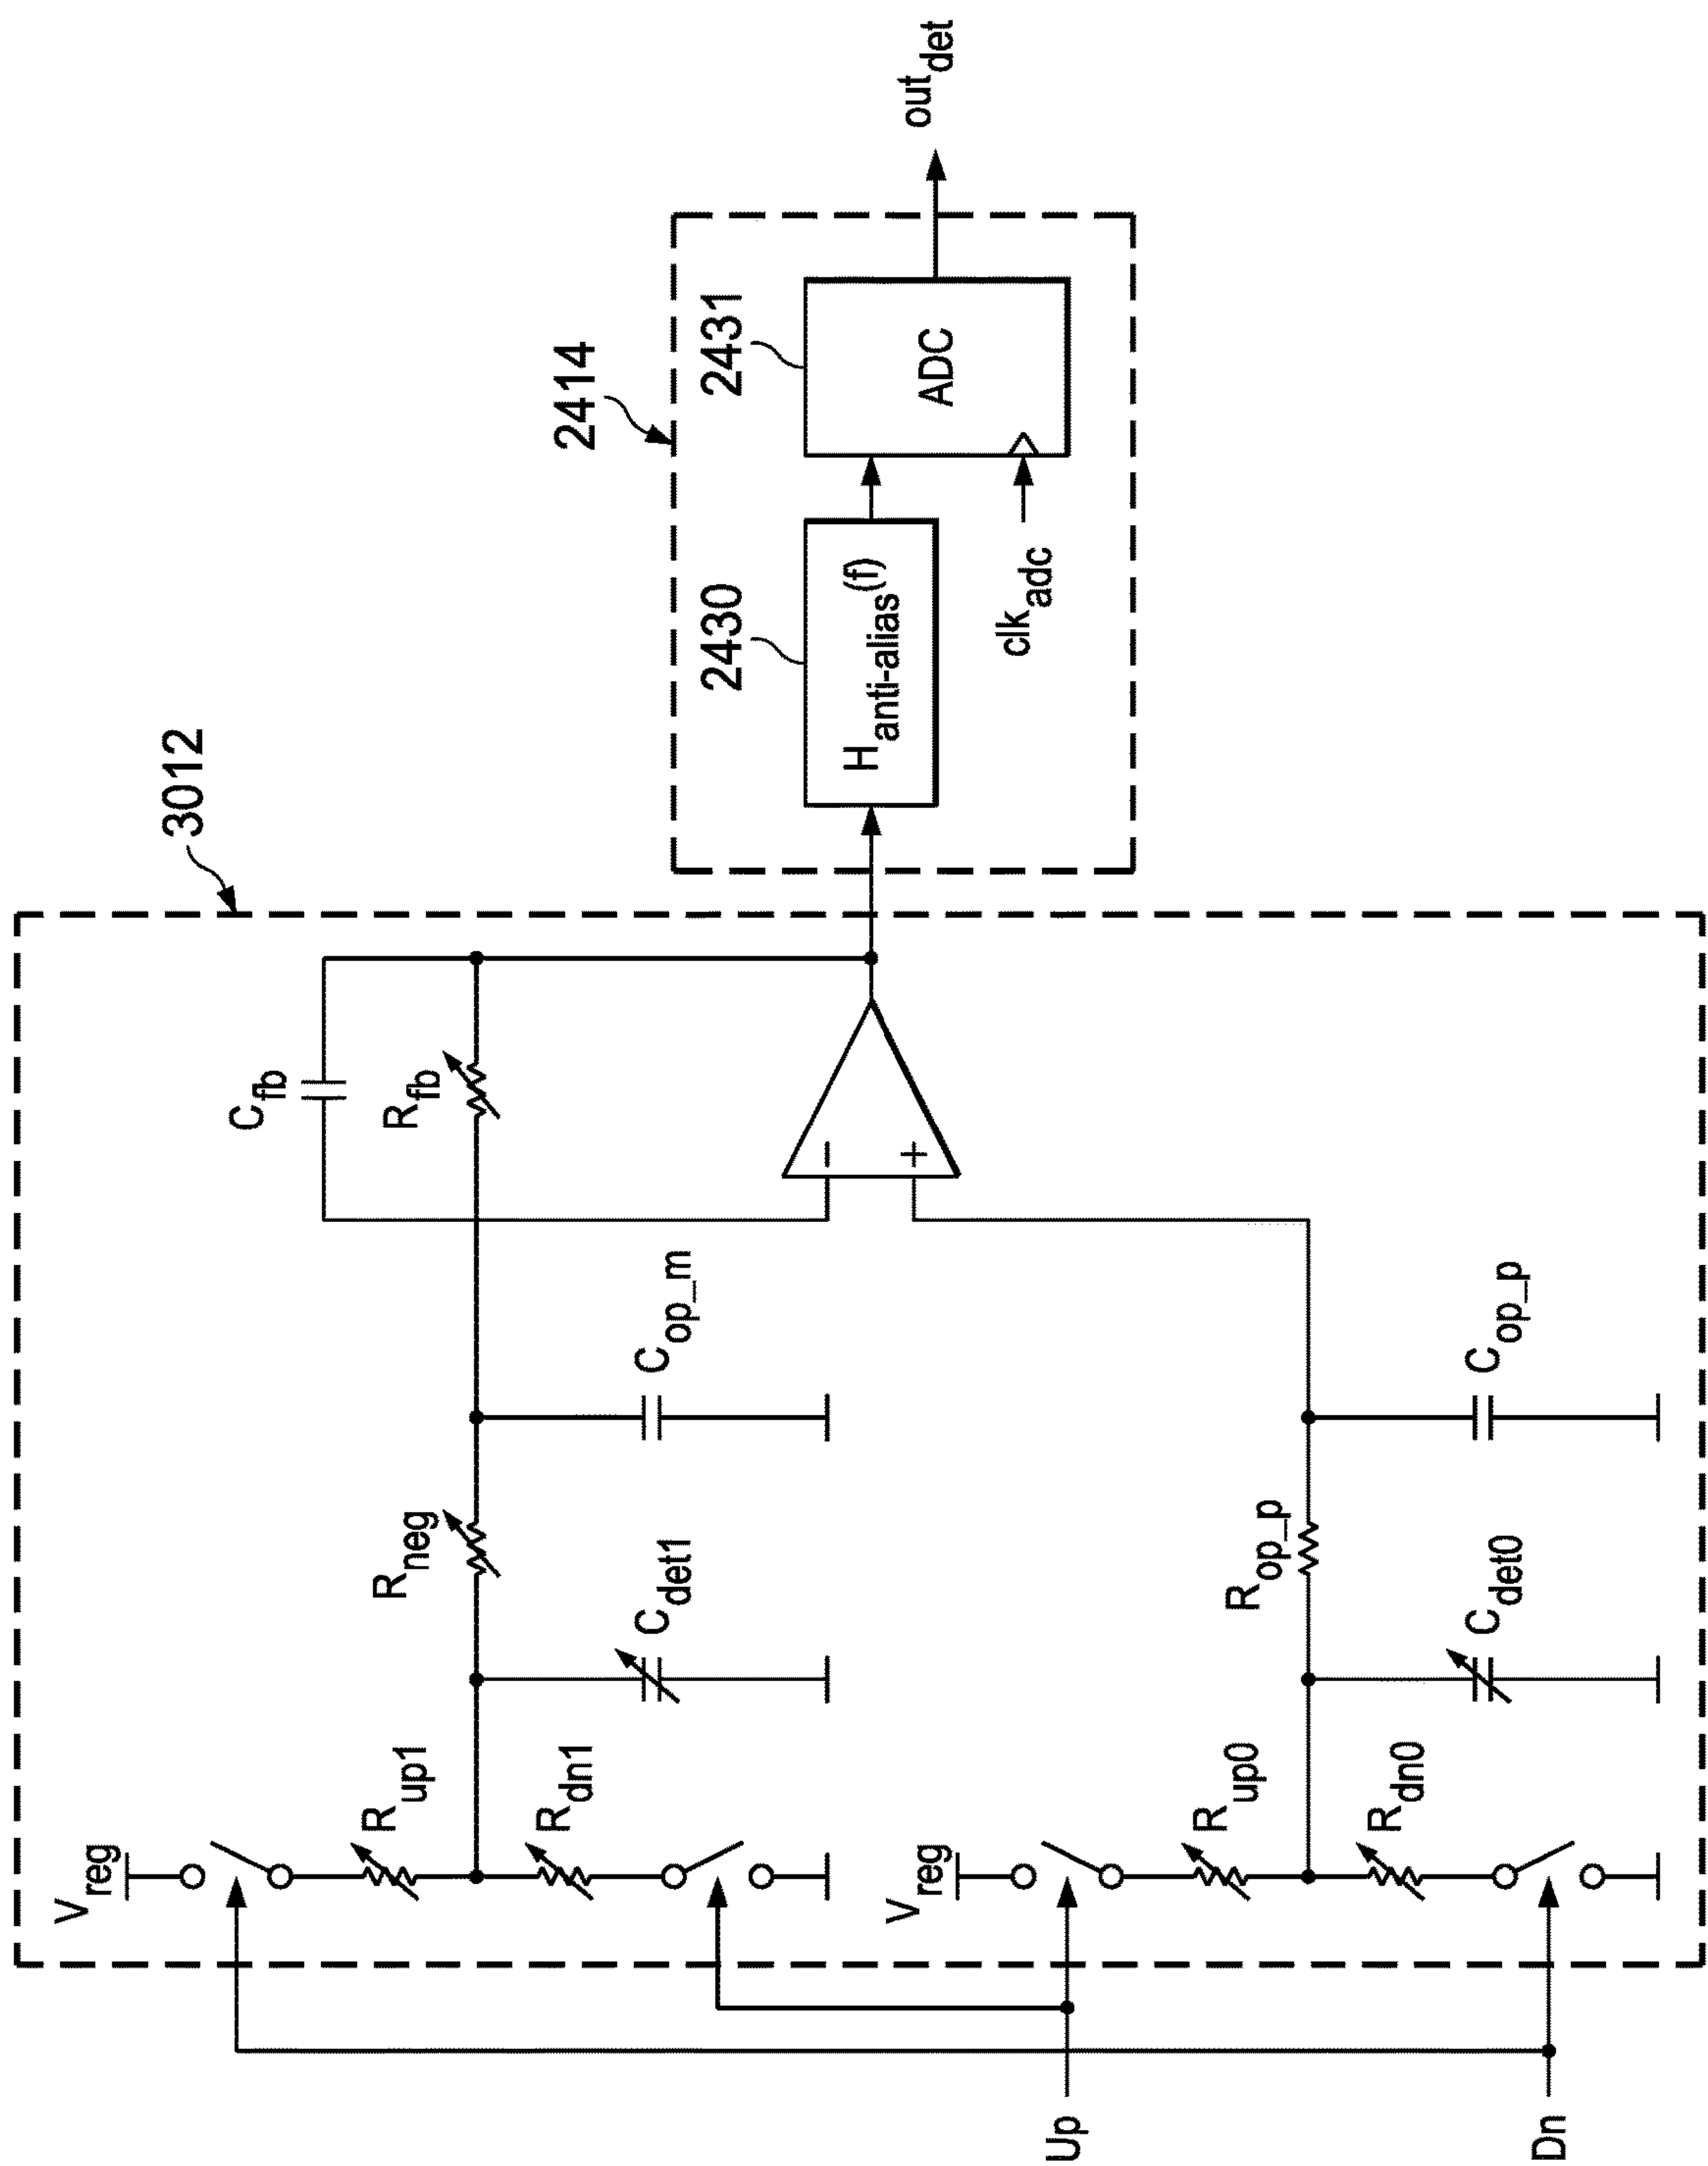 3012
2414
C_fb
R_fb
V_reg
R_up1
R_neg
R_dn1
C_det1
C_op_m
2430
2431
H_anti-alias(f)
ADC
out_det
clk_adc
V_reg
R_up0
R_op_p
R_dn0
C_det0
C_op_p
−
+
Up
Dn